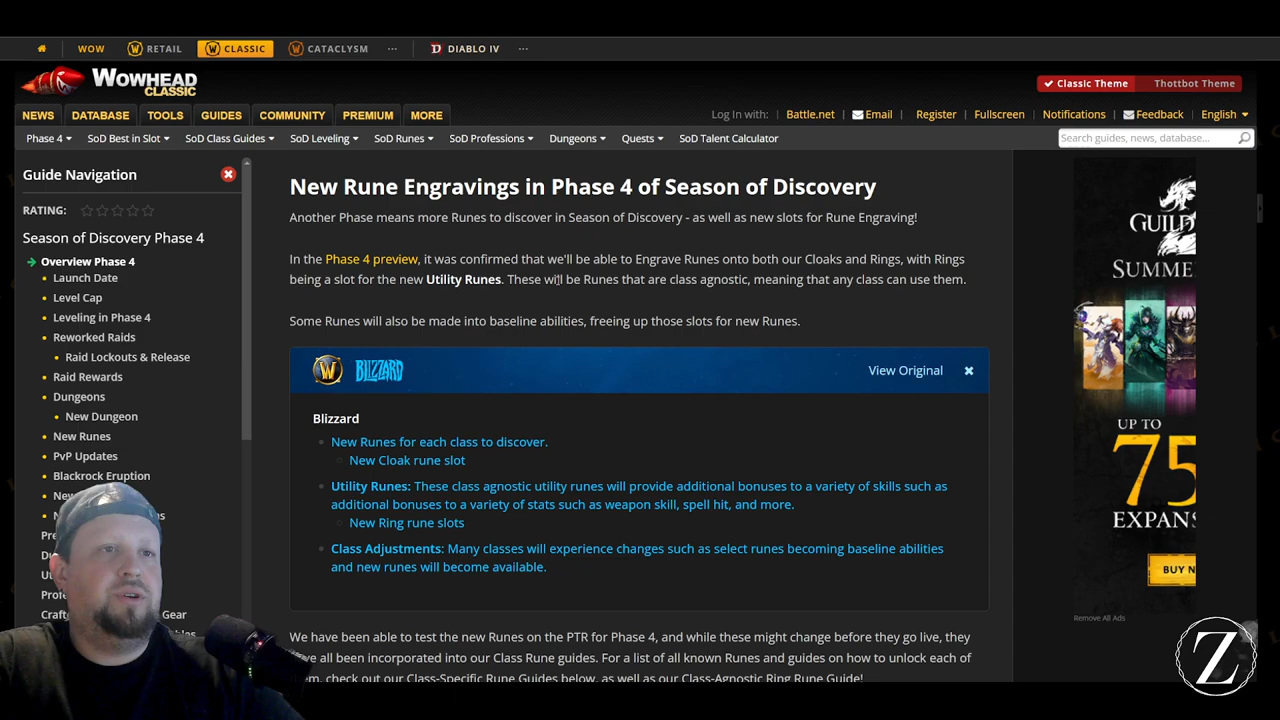 WOW
RETAIL
CLASSIC
CATACLYSM
DIABLO IV
WOWHEAD
CLASSIC
Classic Theme
Thottbot Theme
NEWS
DATABASE
TOOLS
GUIDES
COMMUNITY
PREMIUM
MORE
Log In with:
Battle.net
Email
Register
Fullscreen
Notifications
Feedback
English
Phase 4
SoD Best in Slot
SoD Class Guides
SoD Leveling
SoD Runes
SoD Professions
Dungeons
Quests
SoD Talent Calculator
Search guides, news, database...
Guide Navigation
RATING:
Season of Discovery Phase 4
Overview Phase 4
Launch Date
Level Cap
Leveling in Phase 4
Reworked Raids
Raid Lockouts & Release
Raid Rewards
Dungeons
New Dungeon
New Runes
PvP Updates
Blackrock Eruption
New Rune Engravings in Phase 4 of Season of Discovery
Another Phase means more Runes to discover in Season of Discovery - as well as new slots for Rune Engraving!
In the Phase 4 preview, it was confirmed that we'll be able to Engrave Runes onto both our Cloaks and Rings, with Rings
being a slot for the new Utility Runes. These will be Runes that are class agnostic, meaning that any class can use them.
Some Runes will also be made into baseline abilities, freeing up those slots for new Runes.
BLIZZARD
View Original
Blizzard
New Runes for each class to discover.
New Cloak rune slot
Utility Runes: These class agnostic utility runes will provide additional bonuses to a variety of skills such as
additional bonuses to a variety of stats such as weapon skill, spell hit, and more.
New Ring rune slots
Class Adjustments: Many classes will experience changes such as select runes becoming baseline abilities
and new runes will become available.
We have been able to test the new Runes on the PTR for Phase 4, and while these might change before they go live, they
all been incorporated into our Class Rune guides. For a list of all known Runes and guides on how to unlock each of
check out our Class-Specific Rune Guides below, as well as our Class-Agnostic Ring Rune Guide!
Gear
UP TO
75
Remove All Ads
Z